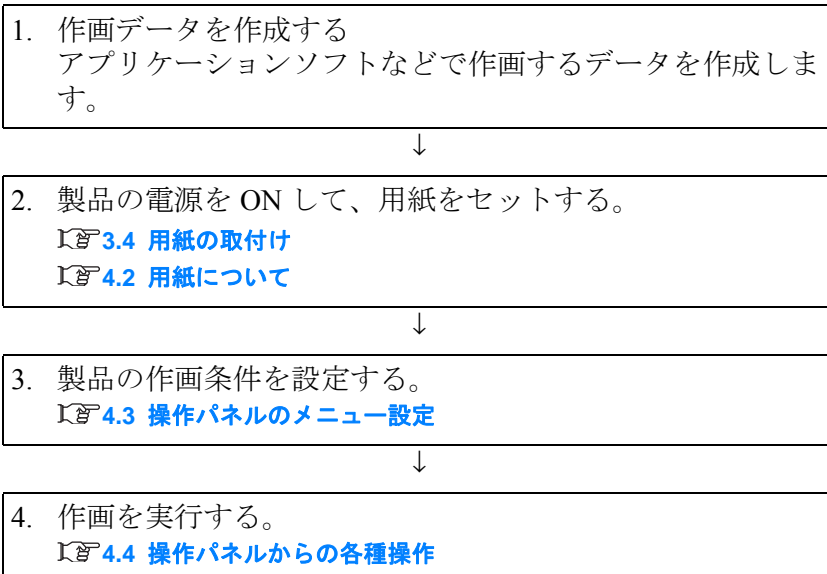 1. 作画データを作成する
アプリケーションソフトなどで作画するデータを作成しま
す。
↓
2. 製品の電源を ON して、用紙をセットする。
3.4 用紙の取付け
4.2 用紙について
↓
3. 製品の作画条件を設定する。
4.3 操作パネルのメニュー設定
↓
4. 作画を実行する。
4.4 操作パネルからの各種操作